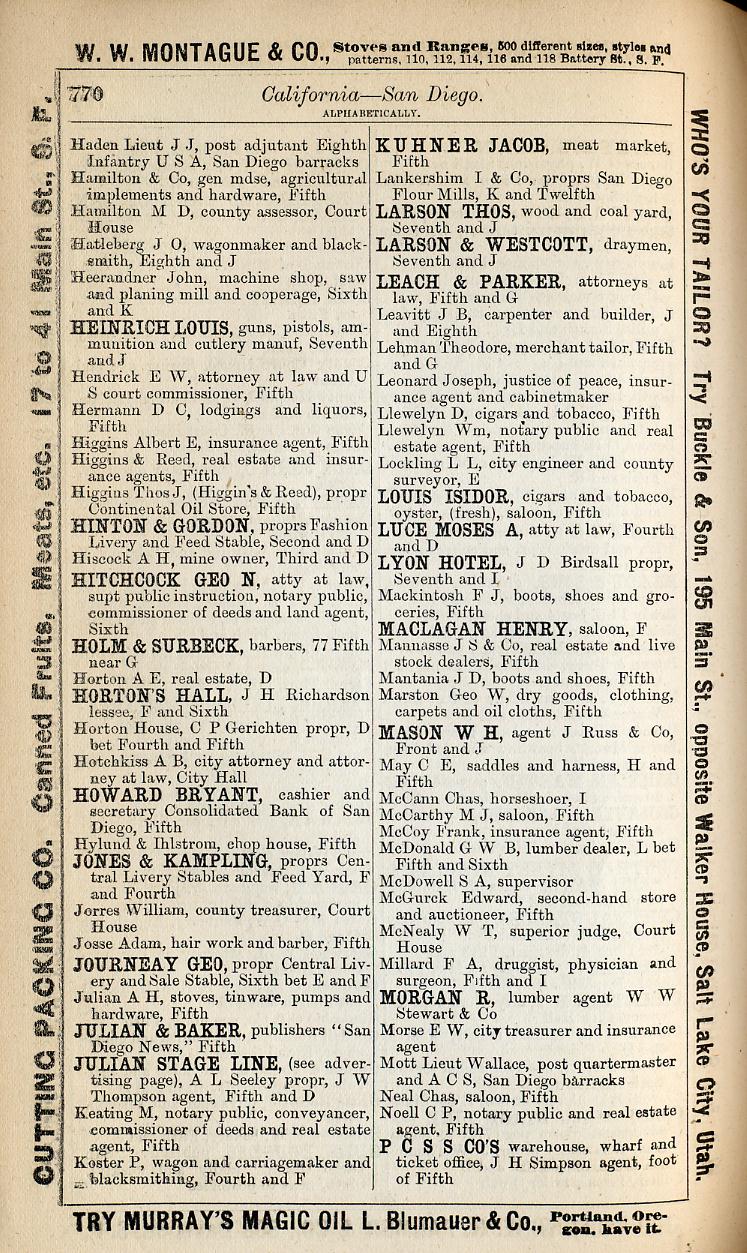 W. W. MONTAGUE & CO., Stoves and Ranges, 500 different sizes, styles and
patterns, 110, 112, 114, 116 and 118 Battery St., S. F.
770
California—San Diego.
ALPHABETICALLY.
Haden Lieut J J, post adjutant Eighth
Infantry U S A, San Diego barracks
Hamilton & Co, gen mdse, agricultural
implements and hardware, Fifth
Hamilton M D, county assessor, Court
House
Hatleberg J O, wagonmaker and black-
smith, Eighth and J
Heerandner John, machine shop, saw
and planing mill and cooperage, Sixth
and K
HEINRICH LOUIS, guns, pistols, am-
munition and cutlery manuf, Seventh
and J
Hendrick E W, attorney at law and U
S court commissioner, Fifth
Hermann D C, lodgings and liquors,
Fifth
Higgins Albert E, insurance agent, Fifth
Higgins & Reed, real estate and insur-
ance agents, Fifth
Higgins Thos J, (Higgin's & Reed), propr
Continental Oil Store, Fifth
HINTON & GORDON, proprs Fashion
Livery and Feed Stable, Second and D
Hiscock A H, mine owner, Third and D
HITCHCOCK GEO N, atty at law,
supt public instruction, notary public,
commissioner of deeds and land agent,
Sixth
HOLM & SURBECK, barbers, 77 Fifth
near G
Horton A E, real estate, D
HORTON'S HALL, J H Richardson
lessee, F and Sixth
Horton House, C P Gerichten propr, D
bet Fourth and Fifth
Hotchkiss A B, city attorney and attor-
ney at law, City Hall
HOWARD BRYANT, cashier and
secretary Consolidated Bank of San
Diego, Fifth
Hylund & Ihlstrom, chop house, Fifth
JONES & KAMPLING, proprs Cen-
tral Livery Stables and Feed Yard, F
and Fourth
Jorres William, county treasurer, Court
House
Josse Adam, hair work and barber, Fifth
JOURNEAY GEO, propr Central Liv-
ery and Sale Stable, Sixth bet E and F
Julian A H, stoves, tinware, pumps and
hardware, Fifth
JULIAN & BAKER, publishers "San
Diego News," Fifth
JULIAN STAGE LINE, (see adver-
tising page), A L Seeley propr, J W
Thompson agent, Fifth and D
Keating M, notary public, conveyancer,
commissioner of deeds and real estate
agent, Fifth
Koster P, wagon and carriagemaker and
blacksmithing, Fourth and F
KUHNER JACOB, meat market,
Fifth
Lankershim I & Co, proprs San Diego
Flour Mills, K and Twelfth
LARSON THOS, wood and coal yard,
Seventh and J
LARSON & WESTCOTT, draymen,
Seventh and J
LEACH & PARKER, attorneys at
law, Fifth and G
Leavitt J B, carpenter and builder, J
and Eighth
Lehman Theodore, merchant tailor, Fifth
and G
Leonard Joseph, justice of peace, insur-
ance agent and cabinetmaker
Llewelyn D, cigars and tobacco, Fifth
Llewelyn Wm, notary public and real
estate agent, Fifth
Lockling L L, city engineer and county
surveyor, E
LOUIS ISIDOR, cigars and tobacco,
oyster, (fresh), saloon, Fifth
LUCE MOSES A, atty at law, Fourth
and D
LYON HOTEL, J D Birdsall propr,
Seventh and I
Mackintosh F J, boots, shoes and gro-
ceries, Fifth
MACLAGAN HENRY, saloon, F
Mannasse J S & Co, real estate and live
stock dealers, Fifth
Mantania J D, boots and shoes, Fifth
Marston Geo W, dry goods, clothing,
carpets and oil cloths, Fifth
MASON W H, agent J Russ & Co,
Front and J
May C E, saddles and harness, H and
Fifth
McCann Chas, horseshoer, I
McCarthy M J, saloon, Fifth
McCoy Frank, insurance agent, Fifth
McDonald G W B, lumber dealer, L bet
Fifth and Sixth
McDowell S A, supervisor
McGurck Edward, second-hand store
and auctioneer, Fifth
McNealy W T, superior judge, Court
House
Millard F A, druggist, physician and
surgeon, Fifth and I
MORGAN R, lumber agent W W
Stewart & Co
Morse E W, city treasurer and insurance
agent
Mott Lieut Wallace, post quartermaster
and A C S, San Diego barracks
Neal Chas, saloon, Fifth
Noell C P, notary public and real estate
agent, Fifth
P C S S CO'S warehouse, wharf and
ticket office, J H Simpson agent, foot
of Fifth
CUTTING PACKING CO. Canned Fruits, Meats, etc. 17 to 41 Main St., S. F.
WHO'S YOUR TAILOR? Try Buckle & Son, 195 Main St., opposite Walker House, Salt Lake City, Utah.
TRY MURRAY'S MAGIC OIL L. Blumauer & Co., Portland, Ore-
gon, have it.